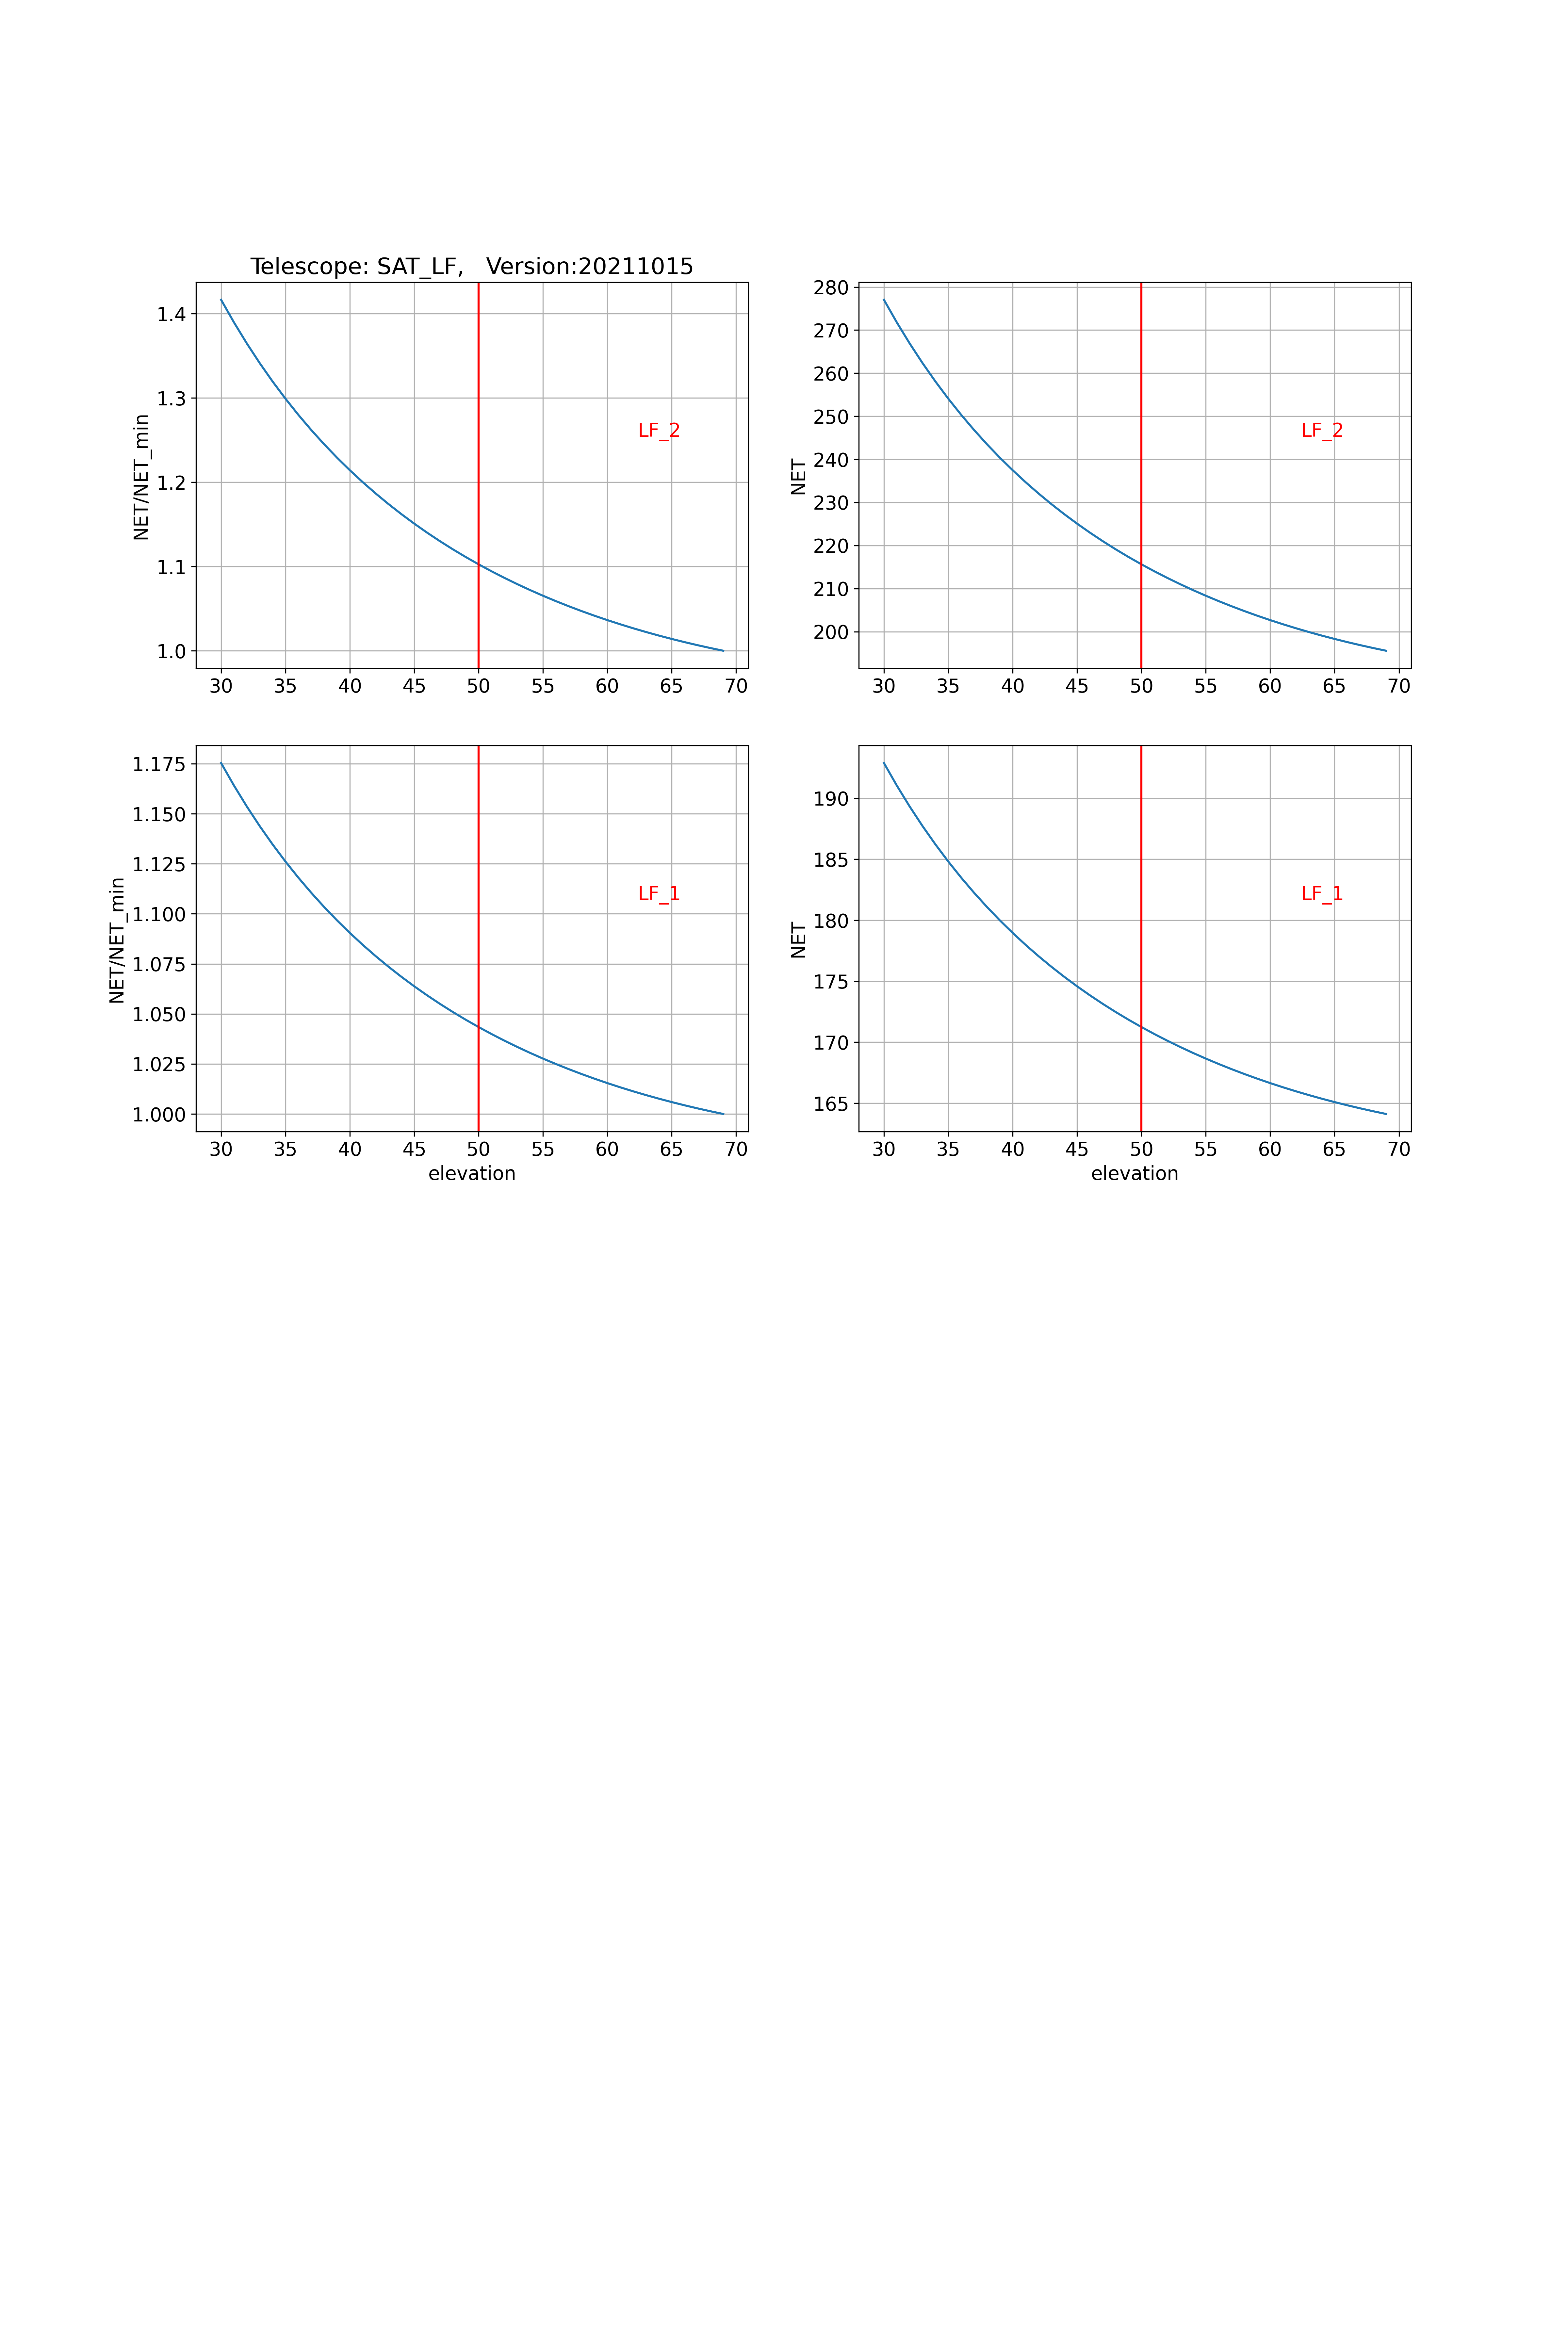 Telescope: SAT_LF,   Version:20211015
NET/NET_min
1.4
1.3
1.2
1.1
1.0
LF_2
30 35 40 45 50 55 60 65 70
NET
280
270
260
250
240
230
220
210
200
LF_2
30 35 40 45 50 55 60 65 70
NET/NET_min
1.175
1.150
1.125
1.100
1.075
1.050
1.025
1.000
LF_1
30 35 40 45 50 55 60 65 70
elevation
NET
190
185
180
175
170
165
LF_1
30 35 40 45 50 55 60 65 70
elevation